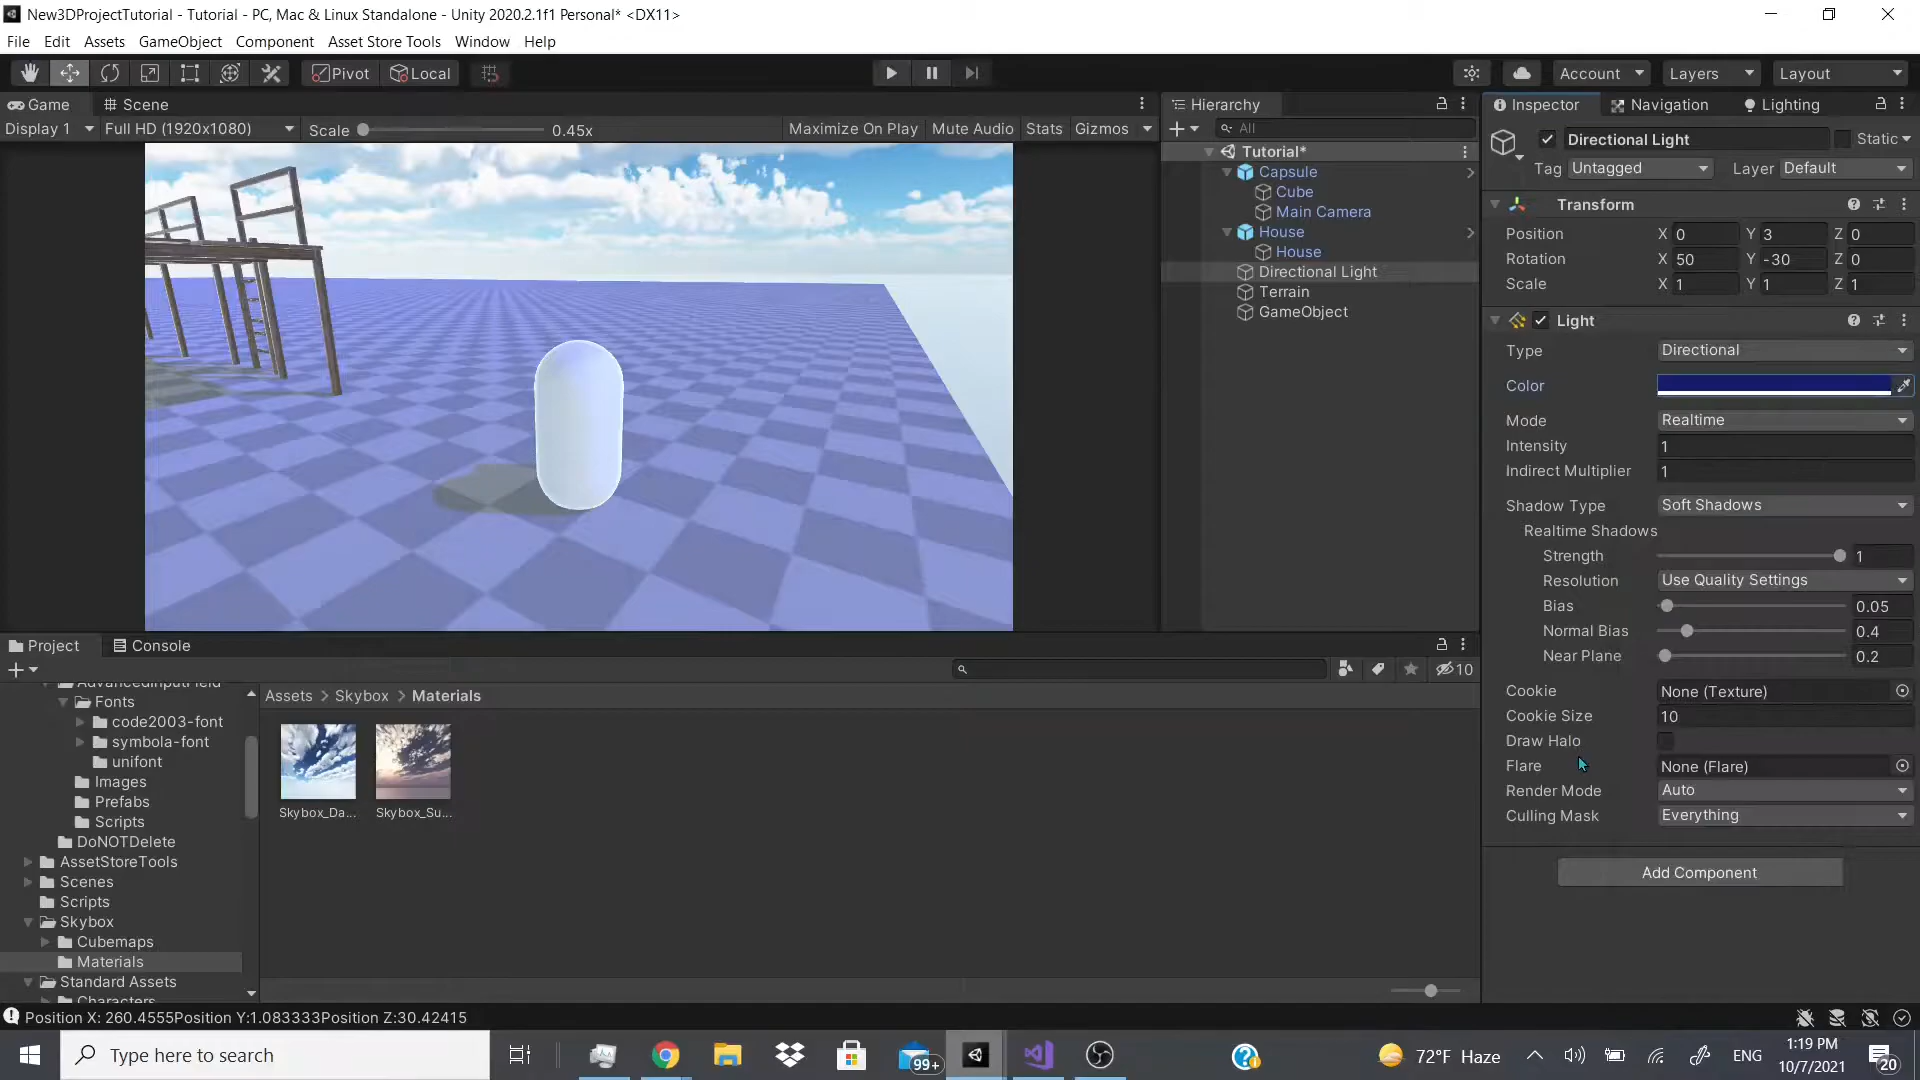 New3DProjectTutorial - Tutorial - PC, Mac & Linux Standalone - Unity 2020.2.1f1 Personal* <DX11>
File Edit Assets GameObject Component Asset Store Tools Window Help
Pivot Local Account Layers Layout
Game Scene
Display 1 Full HD (1920x1080) Scale 0.45x Maximize On Play Mute Audio Stats Gizmos
Hierarchy
All
Tutorial*
Capsule
Cube
Main Camera
House
House
Directional Light
Terrain
GameObject
Inspector Navigation Lighting
Directional Light Static
Tag Untagged Layer Default
Transform
Position X 0 Y 3 Z 0
Rotation X 50 Y -30 Z 0
Scale X 1 Y 1 Z 1
Light
Type Directional
Color
Mode Realtime
Intensity 1
Indirect Multiplier 1
Shadow Type Soft Shadows
Realtime Shadows
Strength 1
Resolution Use Quality Settings
Bias 0.05
Normal Bias 0.4
Near Plane 0.2
Cookie None (Texture)
Cookie Size 10
Draw Halo
Flare None (Flare)
Render Mode Auto
Culling Mask Everything
Add Component
Project Console
10
AdvancedInputField
Fonts
code2003-font
symbola-font
unifont
Images
Prefabs
Scripts
DoNOTDelete
AssetStoreTools
Scenes
Scripts
Skybox
Cubemaps
Materials
Standard Assets
Characters
Assets > Skybox > Materials
Skybox_Da... Skybox_Su...
Position X: 260.4555Position Y:1.083333Position Z:30.42415
Type here to search
99+
72°F Haze
ENG
1:19 PM
10/7/2021
20